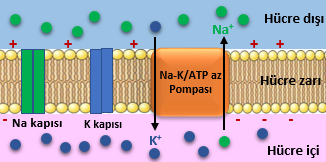 Hücre dışı
Na⁺
+ + + +
Na-K/ATP az
Pompası
Hücre zarı
- - - -
Na kapısı
K kapısı
K⁺
Hücre içi